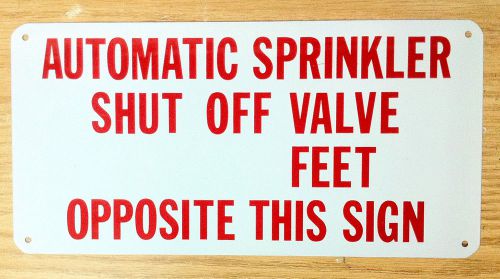 AUTOMATIC SPRINKLER
SHUT OFF VALVE
FEET
OPPOSITE THIS SIGN